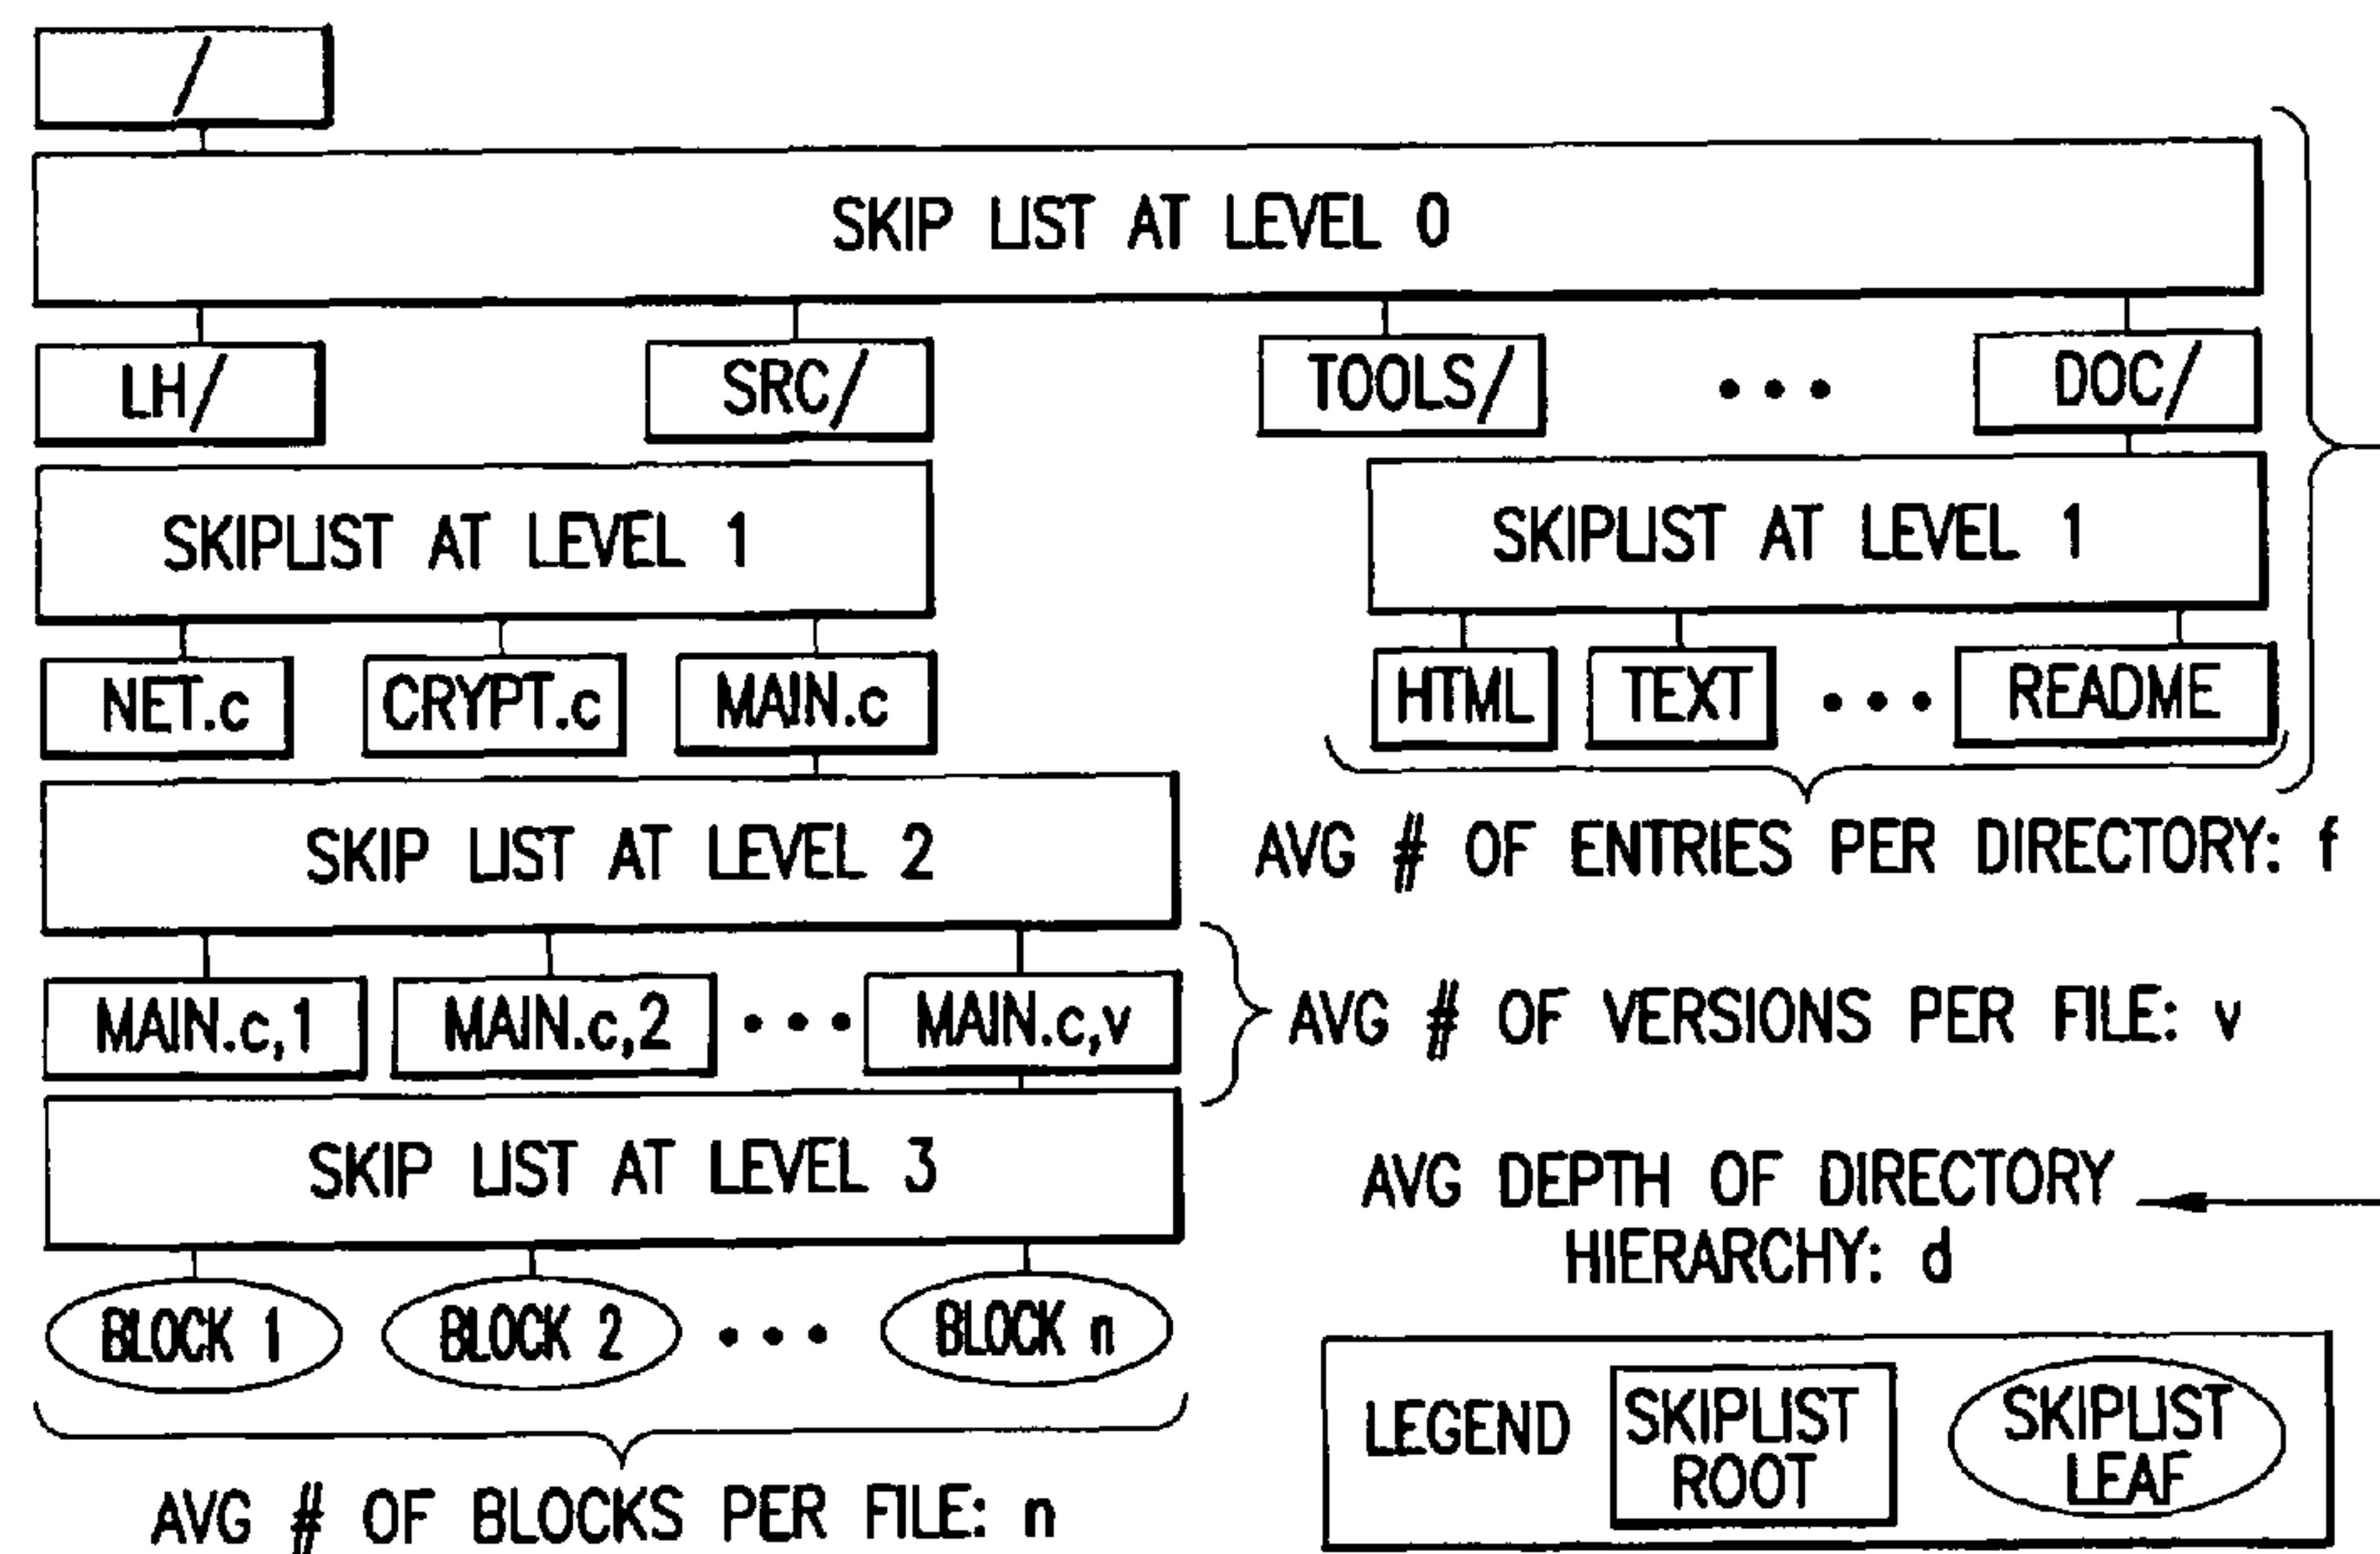 /
SKIP LIST AT LEVEL 0
LH/
SRC/
TOOLS/
DOC/
SKIPLIST AT LEVEL 1
SKIPLIST AT LEVEL 1
NET.c
CRYPT.c
MAIN.c
HTML
TEXT
README
SKIP LIST AT LEVEL 2
AVG # OF ENTRIES PER DIRECTORY: f
MAIN.c,1
MAIN.c,2
MAIN.c,v
AVG # OF VERSIONS PER FILE: v
SKIP LIST AT LEVEL 3
AVG DEPTH OF DIRECTORY
HIERARCHY: d
BLOCK 1
BLOCK 2
BLOCK n
AVG # OF BLOCKS PER FILE: n
LEGEND
SKIPLIST
ROOT
SKIPLIST
LEAF